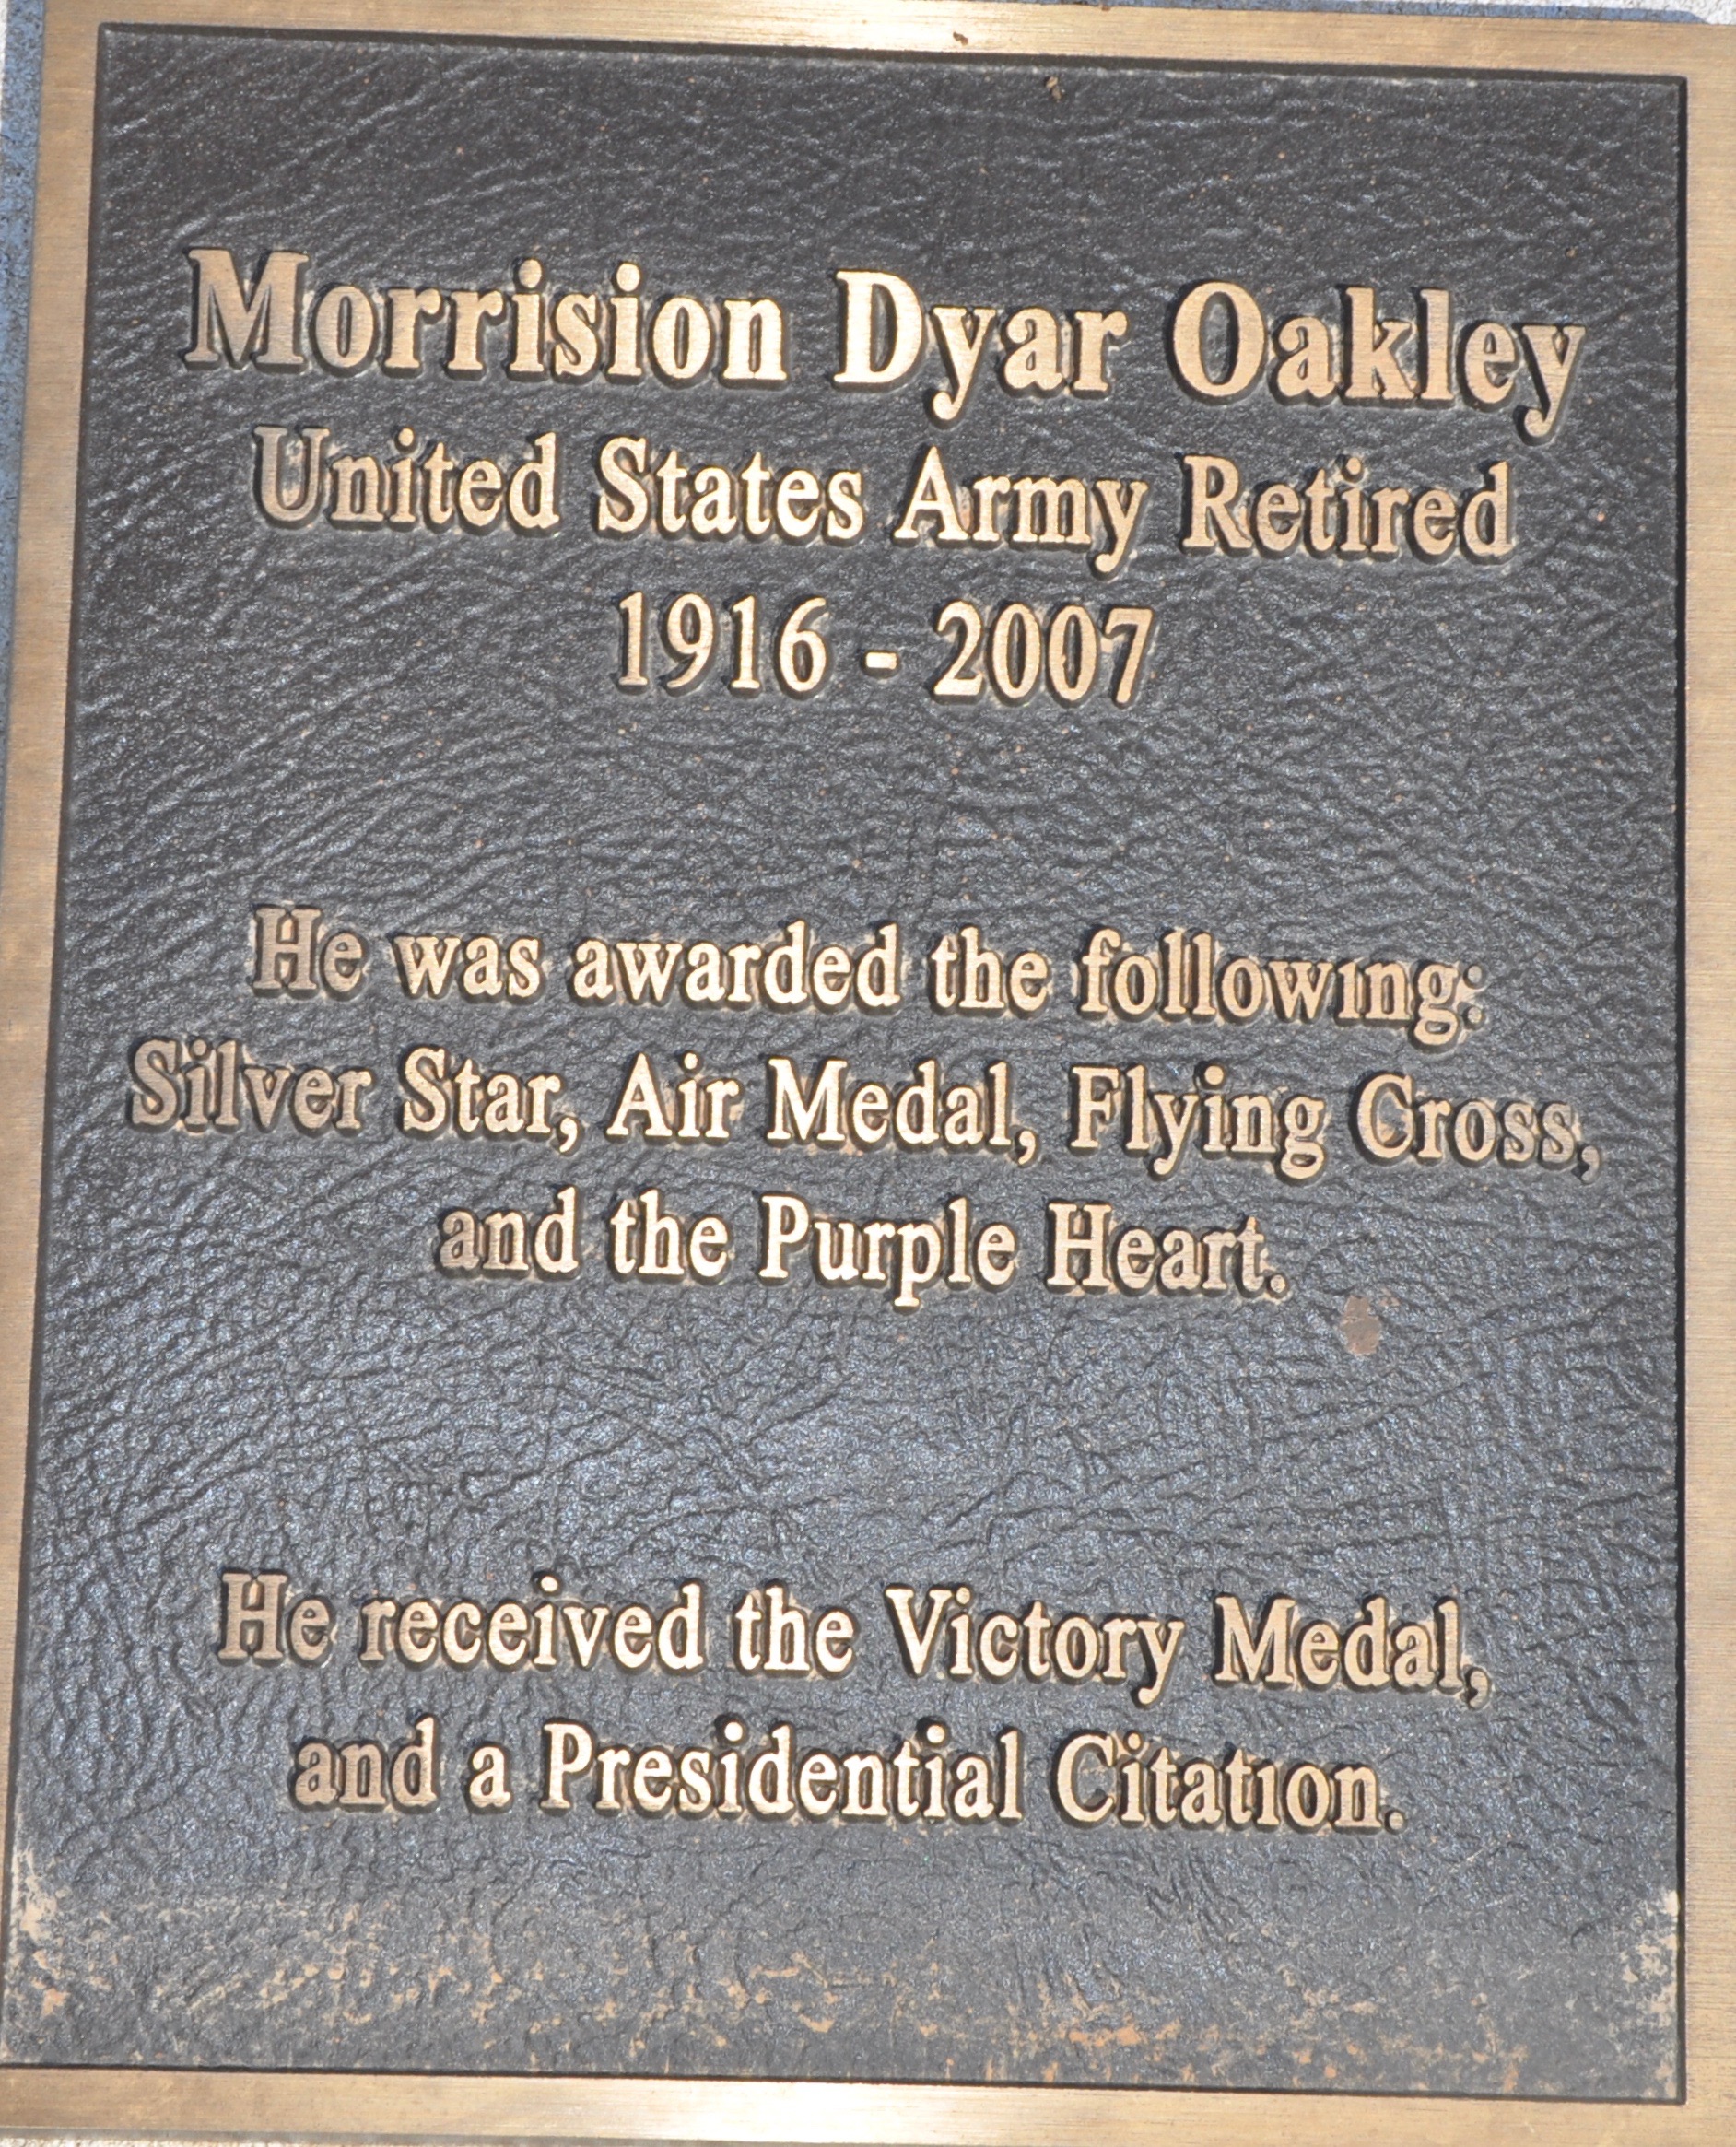 Morrision Dyar Oakley
United States Army Retired
1916 - 2007
He was awarded the following:
Silver Star, Air Medal, Flying Cross,
and the Purple Heart.
He received the Victory Medal,
and a Presidential Citation.